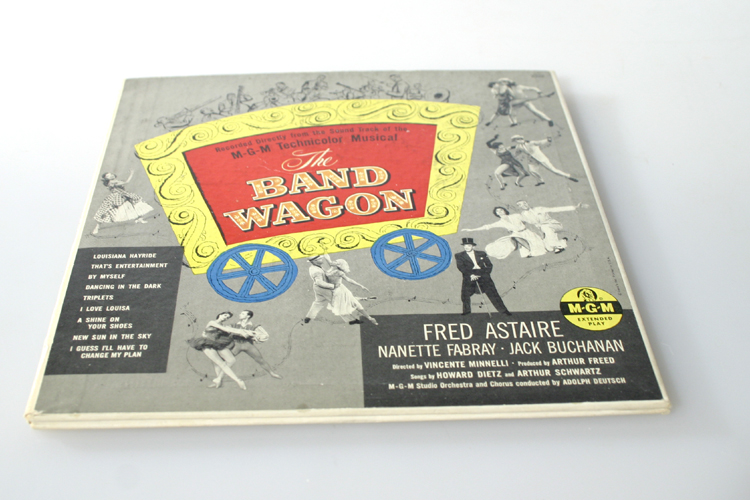 Recorded Directly from the Sound Track of the
M-G-M Technicolor Musical
The
BAND
WAGON
LOUISIANA HAYRIDE
THAT'S ENTERTAINMENT
BY MYSELF
DANCING IN THE DARK
TRIPLETS
I LOVE LOUISA
A SHINE ON
YOUR SHOES
NEW SUN IN THE SKY
I GUESS I'LL HAVE TO
CHANGE MY PLAN
M-G-M
EXTENDED
PLAY
FRED ASTAIRE
NANETTE FABRAY · JACK BUCHANAN
Directed by VINCENTE MINNELLI · Produced by ARTHUR FREED
Songs by HOWARD DIETZ and ARTHUR SCHWARTZ
M-G-M Studio Orchestra and Chorus conducted by ADOLPH DEUTSCH